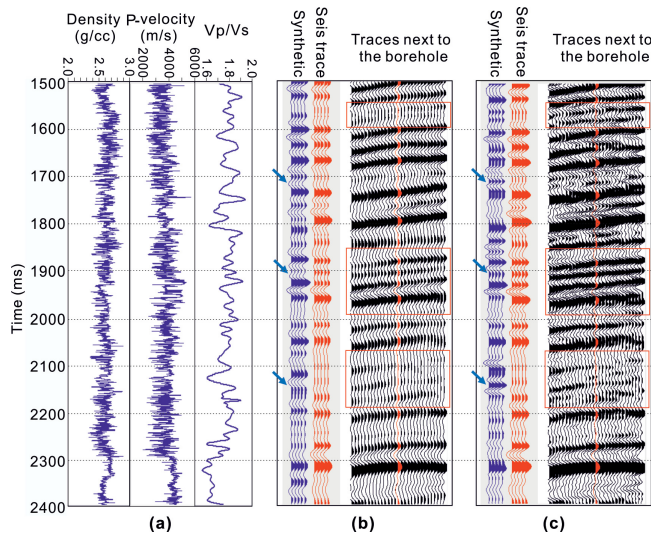 Density P-velocity
(g/cc) (m/s) Vp/Vs
2.0 2.5 3.0 2000 4000 6000 1.6 1.8 2.0
Synthetic
Seis trace
Traces next to
the borehole
Synthetic
Seis trace
Traces next to
the borehole
Time (ms)
1500
1600
1700
1800
1900
2000
2100
2200
2300
2400
(a) (b) (c)